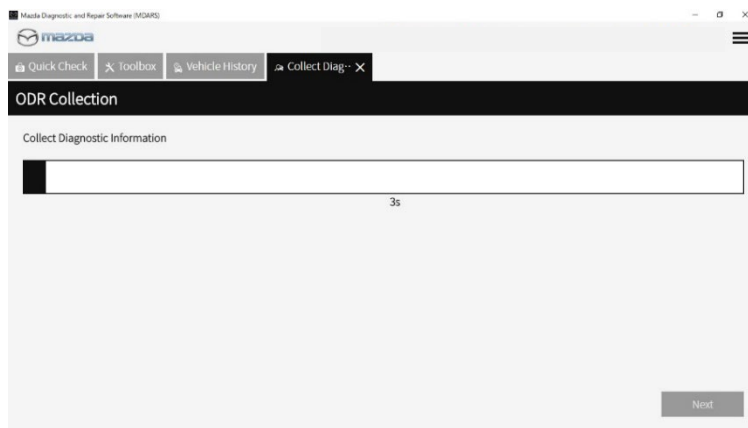 Mazda Diagnostic and Repair Software (MDARS)
mazda
Quick Check Toolbox Vehicle History Collect Diag··
ODR Collection
Collect Diagnostic Information
3s
Next